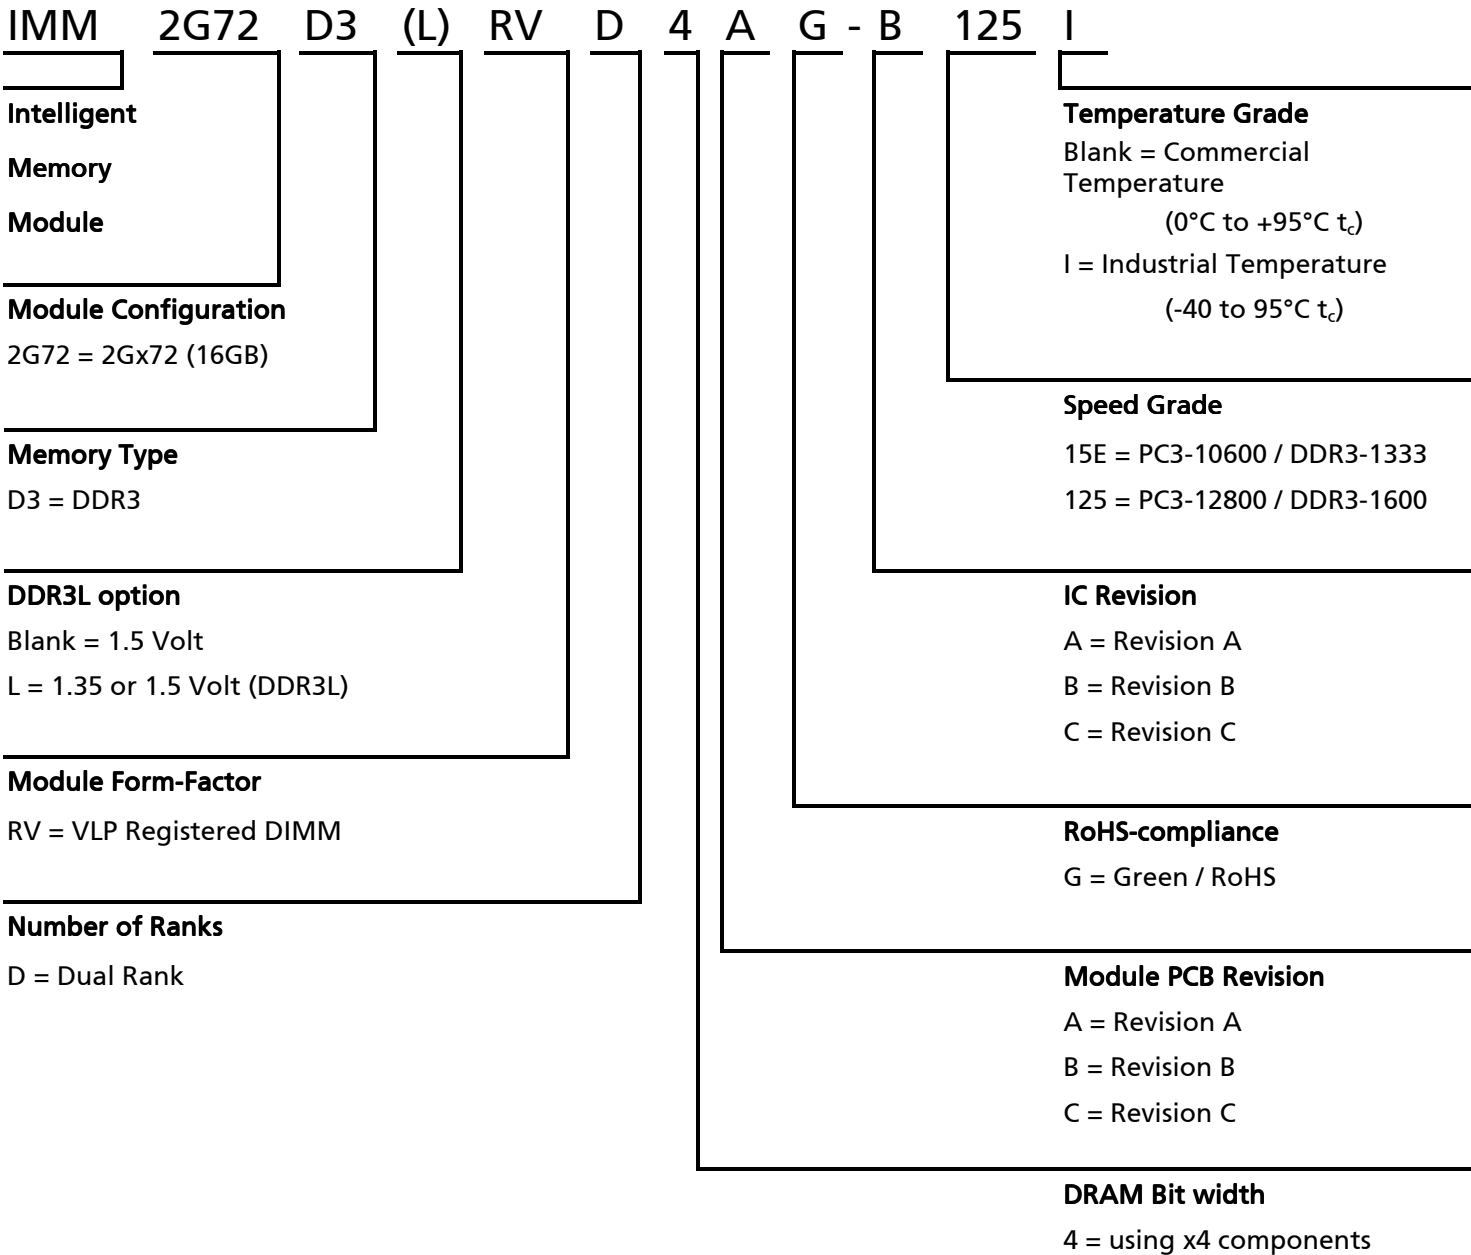 IMM 2G72 D3 (L) RV D 4 A G - B 125 I
Intelligent
Memory
Module
Module Configuration
2G72 = 2Gx72 (16GB)
Memory Type
D3 = DDR3
DDR3L option
Blank = 1.5 Volt
L = 1.35 or 1.5 Volt (DDR3L)
Module Form-Factor
RV = VLP Registered DIMM
Number of Ranks
D = Dual Rank
Temperature Grade
Blank = Commercial
Temperature
(0°C to +95°C tc)
I = Industrial Temperature
(-40 to 95°C tc)
Speed Grade
15E = PC3-10600 / DDR3-1333
125 = PC3-12800 / DDR3-1600
IC Revision
A = Revision A
B = Revision B
C = Revision C
RoHS-compliance
G = Green / RoHS
Module PCB Revision
A = Revision A
B = Revision B
C = Revision C
DRAM Bit width
4 = using x4 components